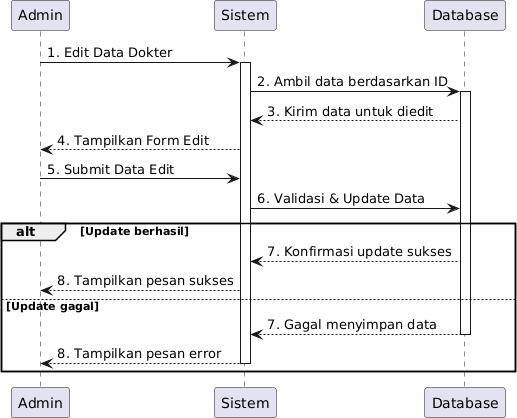 Admin Sistem Database
1. Edit Data Dokter
2. Ambil data berdasarkan ID
3. Kirim data untuk diedit
4. Tampilkan Form Edit
5. Submit Data Edit
6. Validasi & Update Data
alt [Update berhasil]
7. Konfirmasi update sukses
8. Tampilkan pesan sukses
[Update gagal]
7. Gagal menyimpan data
8. Tampilkan pesan error
Admin Sistem Database